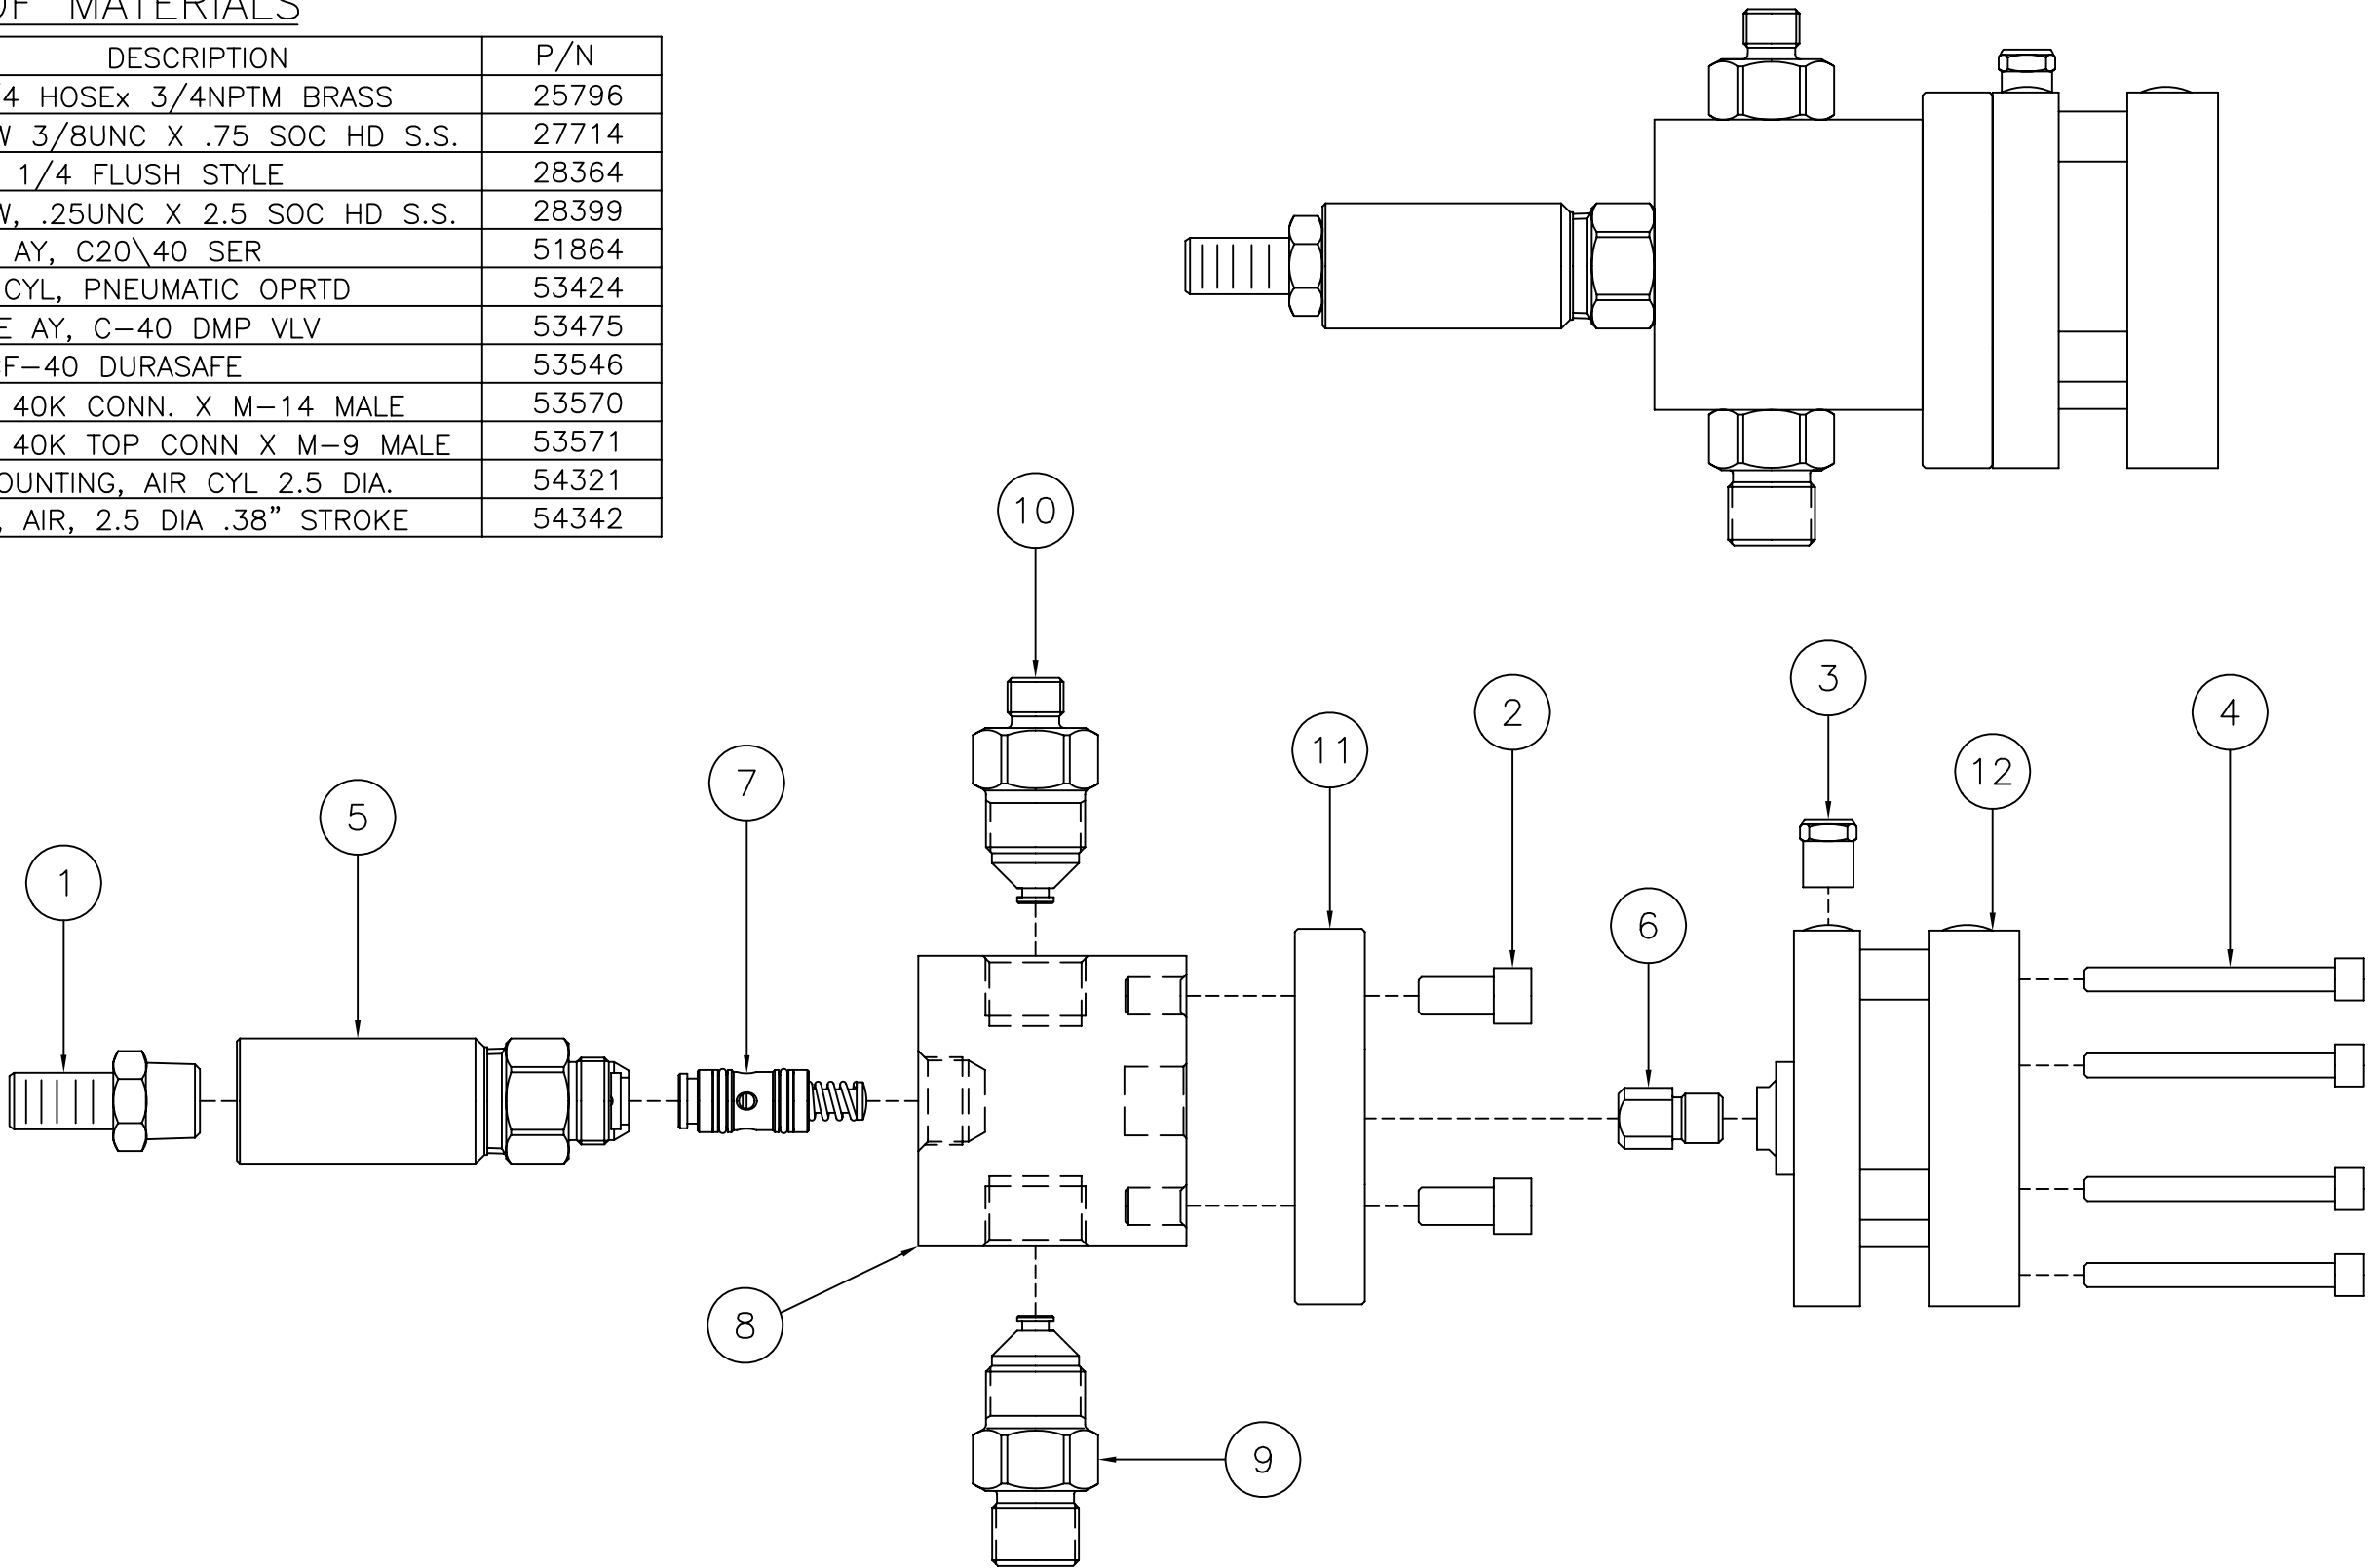 OF MATERIALS
DESCRIPTION P/N
/4 HOSEx 3/4NPTM BRASS 25796
W 3/8UNC X .75 SOC HD S.S. 27714
1/4 FLUSH STYLE 28364
W, .25UNC X 2.5 SOC HD S.S. 28399
AY, C20\40 SER 51864
CYL, PNEUMATIC OPRTD 53424
E AY, C-40 DMP VLV 53475
F-40 DURASAFE 53546
40K CONN. X M-14 MALE 53570
40K TOP CONN X M-9 MALE 53571
OUNTING, AIR CYL 2.5 DIA. 54321
, AIR, 2.5 DIA .38" STROKE 54342
10
3
2
4
11
12
7
5
1
6
8
9